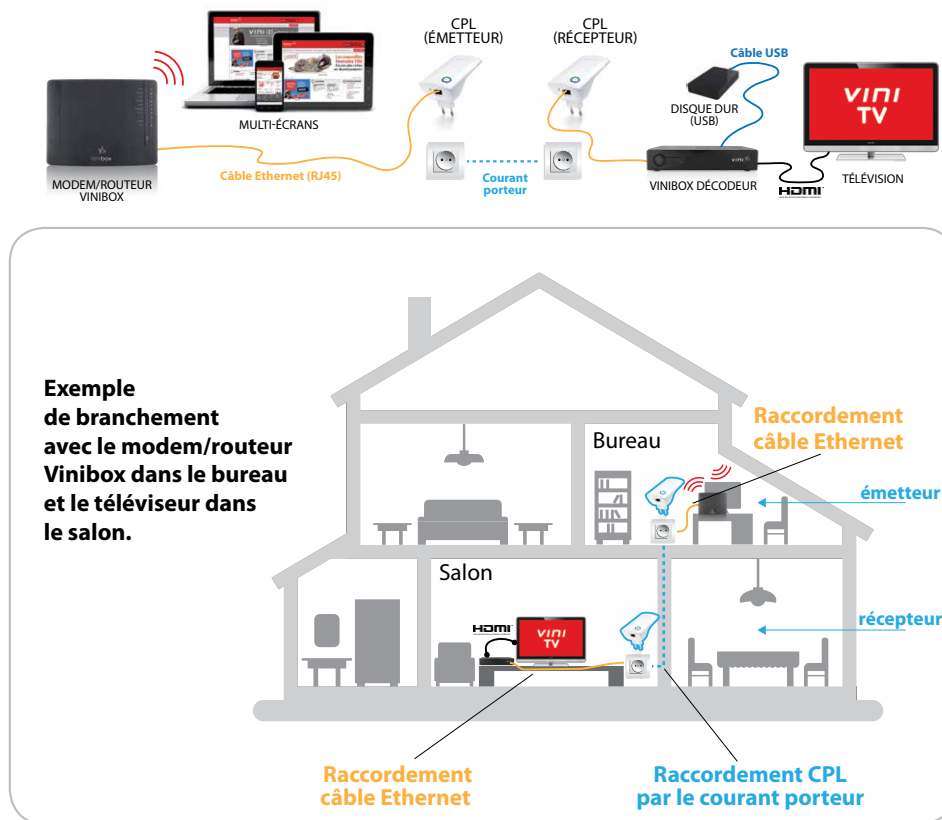 CPL
(ÉMETTEUR)
CPL
(RÉCEPTEUR)
Câble USB
DISQUE DUR
(USB)
VINI
TV
MULTI-ÉCRANS
vinibox
MODEM/ROUTEUR
VINIBOX
Câble Ethernet (RJ45)
Courant
porteur
VINI
VINIBOX DÉCODEUR
HDMI
TÉLÉVISION
Exemple
de branchement
avec le modem/routeur
Vinibox dans le bureau
et le téléviseur dans
le salon.
Bureau
Raccordement
câble Ethernet
émetteur
Salon
HDMI
VINI
TV
récepteur
Raccordement
câble Ethernet
Raccordement CPL
par le courant porteur